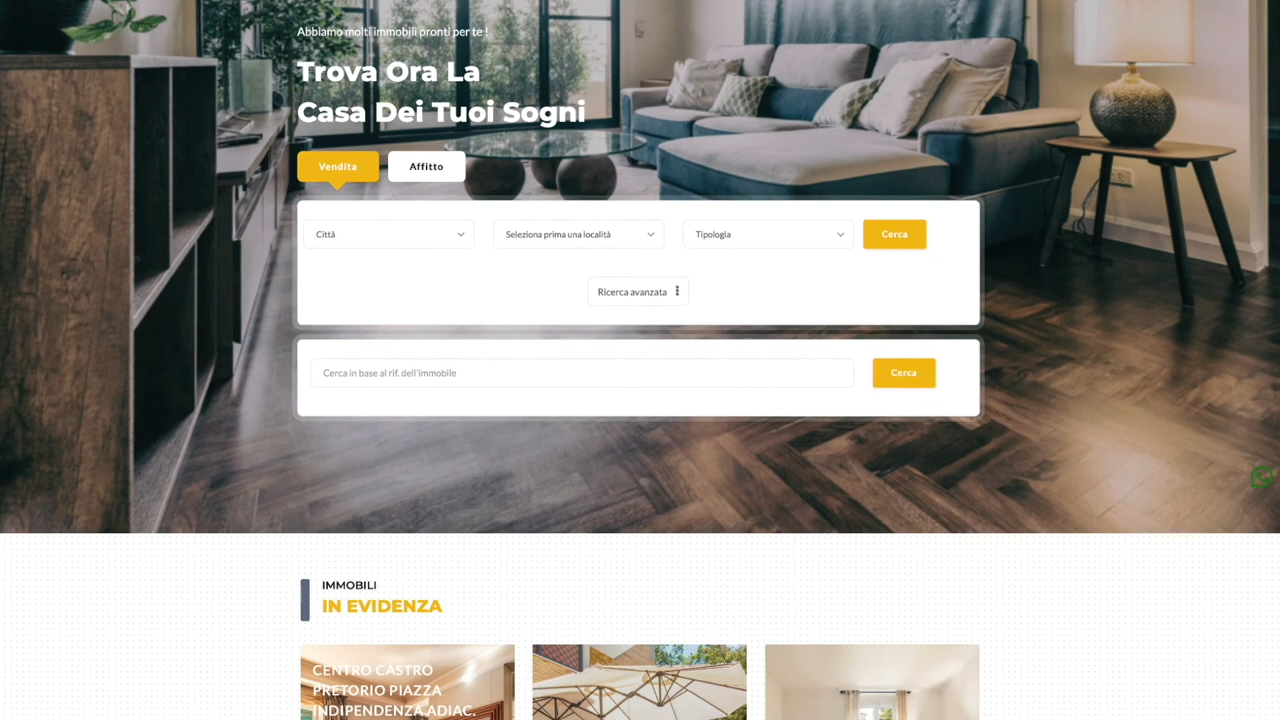 Abbiamo molti immobili pronti per te !
Trova Ora La
Casa Dei Tuoi Sogni
Vendita
Affitto
Città
Seleziona prima una località
Tipologia
Cerca
Ricerca avanzata
Cerca in base al rif. dell'immobile
Cerca
IMMOBILI
IN EVIDENZA
CENTRO CASTRO
PRETORIO PIAZZA
INDIPENDENZA ADIAC.